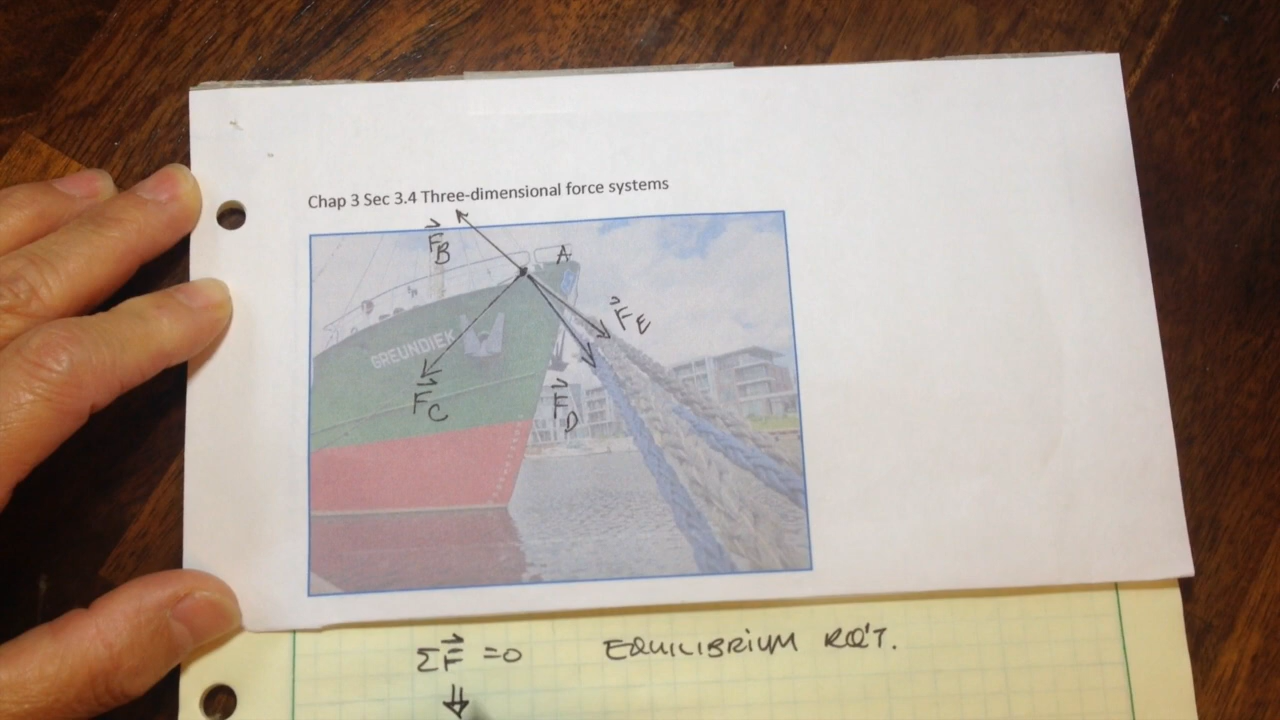 Chap 3 Sec 3.4 Three-dimensional force systems
F⃗B
A
F⃗E
GREUNDIEK
F⃗C
F⃗D
ΣF⃗ =0 EQUILIBRIUM RQ'T.
⇓